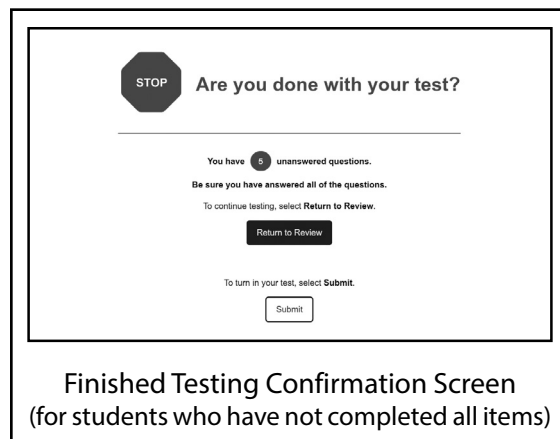 STOP
Are you done with your test?
You have 5 unanswered questions.
Be sure you have answered all of the questions.
To continue testing, select Return to Review.
Return to Review
To turn in your test, select Submit.
Submit
Finished Testing Confirmation Screen
(for students who have not completed all items)